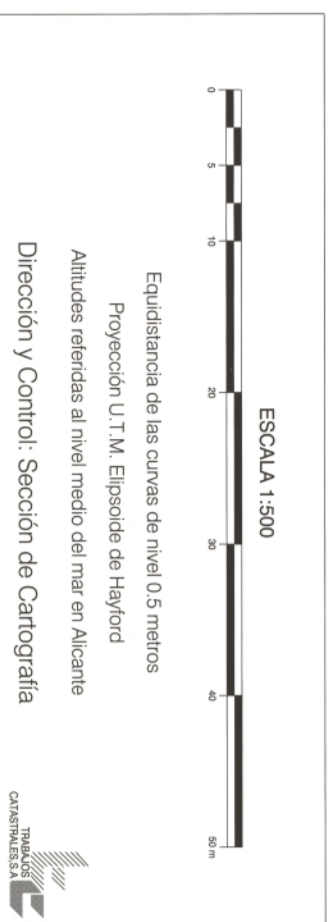 ESCALA 1:500
0 5 10 20 30 40 50 m
Equidistancia de las curvas de nivel 0.5 metros
Proyección U.T.M. Elipsoide de Hayford
Altitudes referidas al nivel medio del mar en Alicante
Dirección y Control: Sección de Cartografía
TRABAJOS
CATASTRALES,S.A